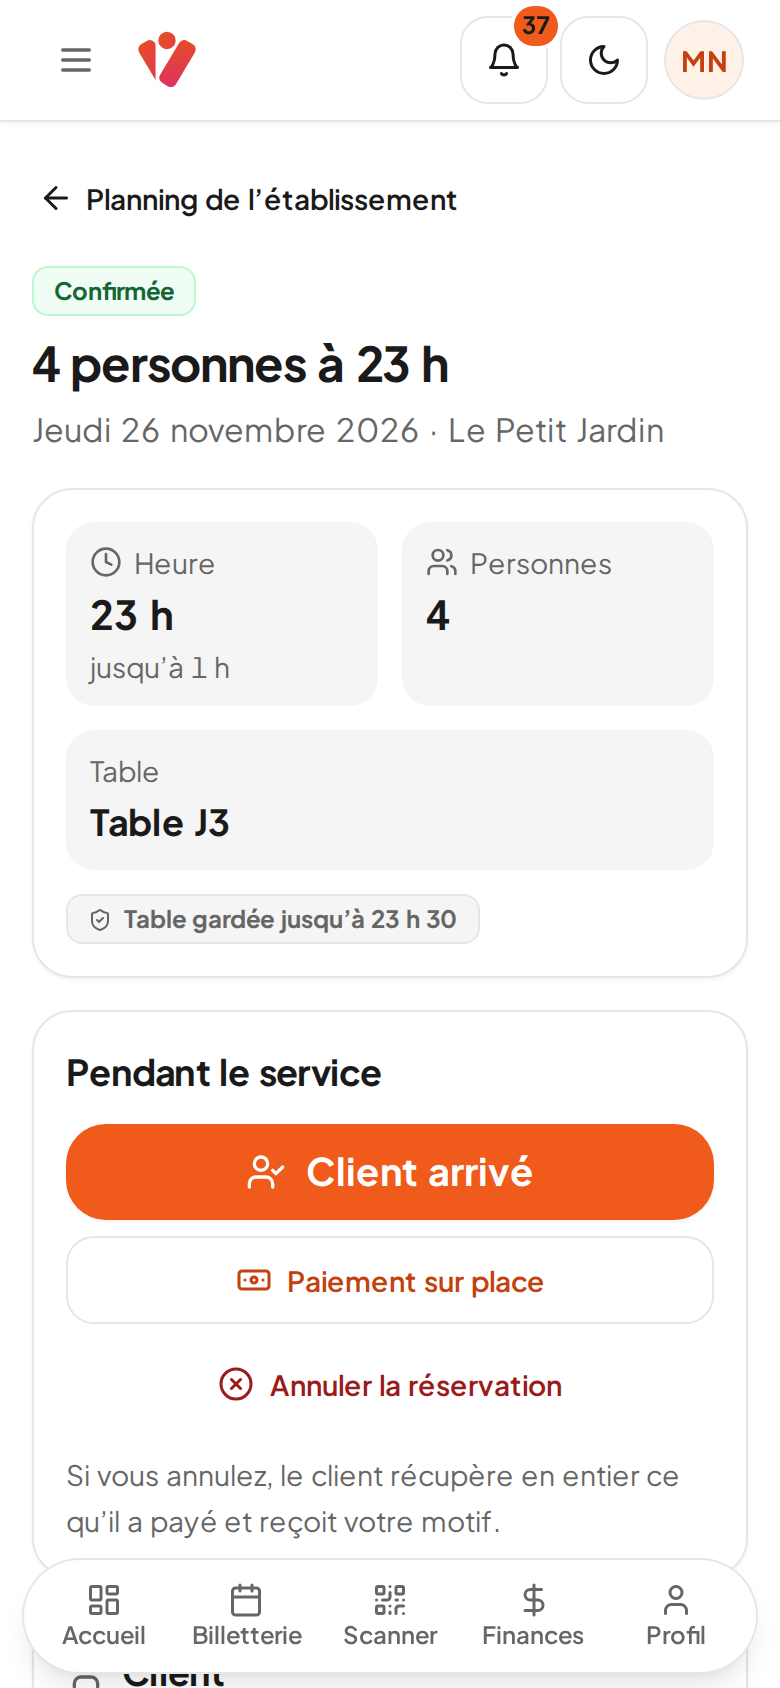 37
MN
Planning de l’établissement
Confirmée
4 personnes à 23 h
Jeudi 26 novembre 2026 · Le Petit Jardin
Heure
23 h
jusqu’à 1 h
Personnes
4
Table
Table J3
Table gardée jusqu’à 23 h 30
Pendant le service
Client arrivé
Paiement sur place
Annuler la réservation
Si vous annulez, le client récupère en entier ce
qu’il a payé et reçoit votre motif.
Client
Accueil
Billetterie
Scanner
Finances
Profil